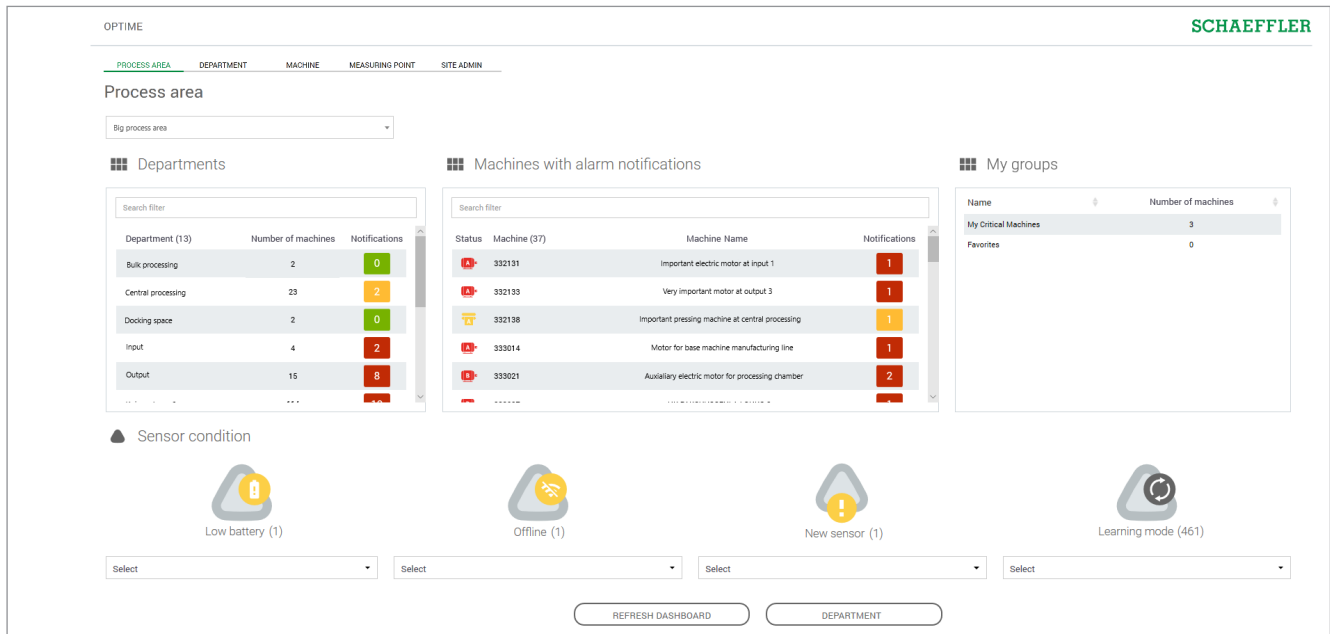 OPTIME
SCHAEFFLER
PROCESS AREA DEPARTMENT MACHINE MEASURING POINT SITE ADMIN
Process area
Big process area
Departments
Search filter
Department (13) Number of machines Notifications
Bulk processing 2 0
Central processing 23 2
Docking space 2 0
Input 4 2
Output 15 8
Machines with alarm notifications
Search filter
Status Machine (37) Machine Name Notifications
A 332131 Important electric motor at input 1 1
A 332133 Very important motor at output 3 1
A 332138 Important pressing machine at central processing 1
A 333014 Motor for base machine manufacturing line 1
B 333021 Auxialiary electric motor for processing chamber 2
My groups
Name Number of machines
My Critical Machines 3
Favorites 0
Sensor condition
Low battery (1)
Offline (1)
New sensor (1)
Learning mode (461)
Select Select Select Select
REFRESH DASHBOARD DEPARTMENT